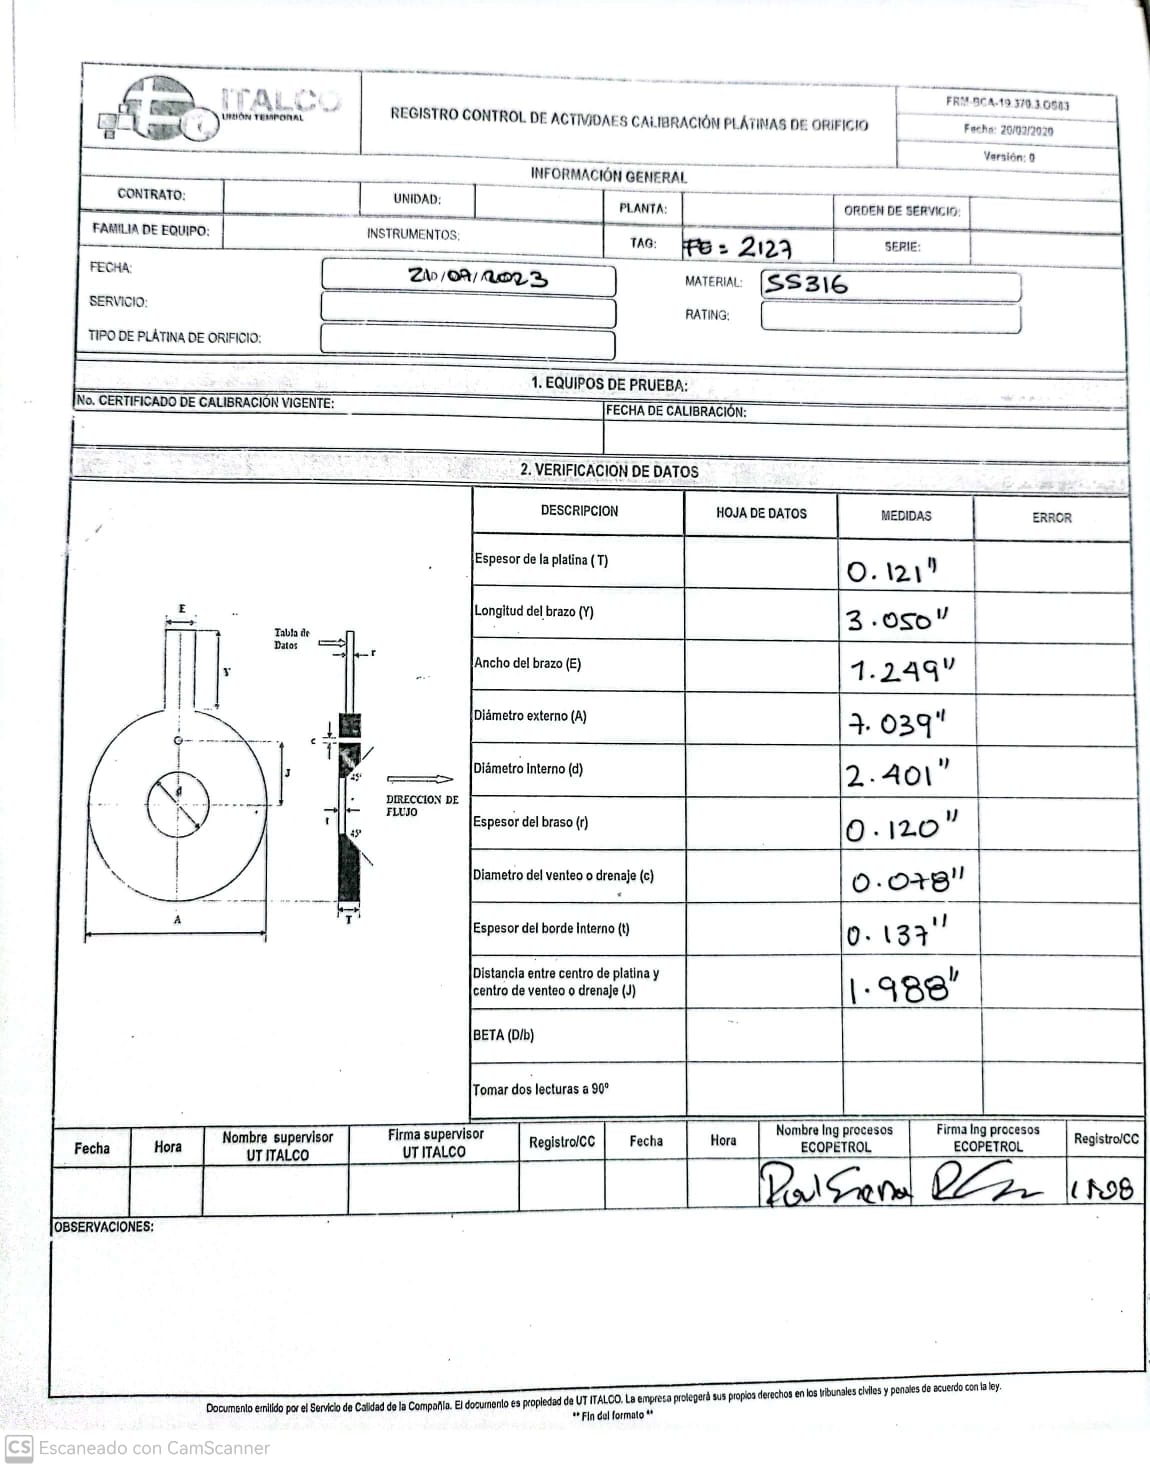 ITALCO
UNIÓN TEMPORAL
REGISTRO CONTROL DE ACTIVIDAES CALIBRACIÓN PLÁTINAS DE ORIFICIO
FRM-BCA-19.370.3.0583
Fecha: 20/02/2020
Versión: 0
INFORMACIÓN GENERAL
CONTRATO: UNIDAD: PLANTA: ORDEN DE SERVICIO:
FAMILIA DE EQUIPO: INSTRUMENTOS: TAG: FE = 2127 SERIE:
FECHA: /09/2023 MATERIAL: SS316
SERVICIO: RATING:
TIPO DE PLÁTINA DE ORIFICIO:
1. EQUIPOS DE PRUEBA:
No. CERTIFICADO DE CALIBRACIÓN VIGENTE: FECHA DE CALIBRACIÓN:
2. VERIFICACION DE DATOS
DESCRIPCION HOJA DE DATOS MEDIDAS ERROR
Espesor de la platina (T) 0.121"
Longitud del brazo (Y) 3.050"
Ancho del brazo (E) 1.249"
Diámetro externo (A) 7.039"
Diámetro Interno (d) 2.401"
Espesor del braso (r) 0.120"
Diametro del venteo o drenaje (c) 0.078"
Espesor del borde Interno (t) 0.137"
Distancia entre centro de platina y
centro de venteo o drenaje (J) 1.988"
BETA (D/b)
Tomar dos lecturas a 90º
E
Y
Tabla de
Datos
r
c
J
45º
d
DIRECCION DE
FLUJO
t
45º
A
T
Fecha Hora Nombre supervisor
UT ITALCO Firma supervisor
UT ITALCO Registro/CC Fecha Hora Nombre Ing procesos
ECOPETROL Firma Ing procesos
ECOPETROL Registro/CC
OBSERVACIONES:
Documento emitido por el Servicio de Calidad de la Compañía. El documento es propiedad de UT ITALCO. La empresa protegerá sus propios derechos en los tribunales civiles y penales de acuerdo con la ley.
** Fin del formato **
CS Escaneado con CamScanner